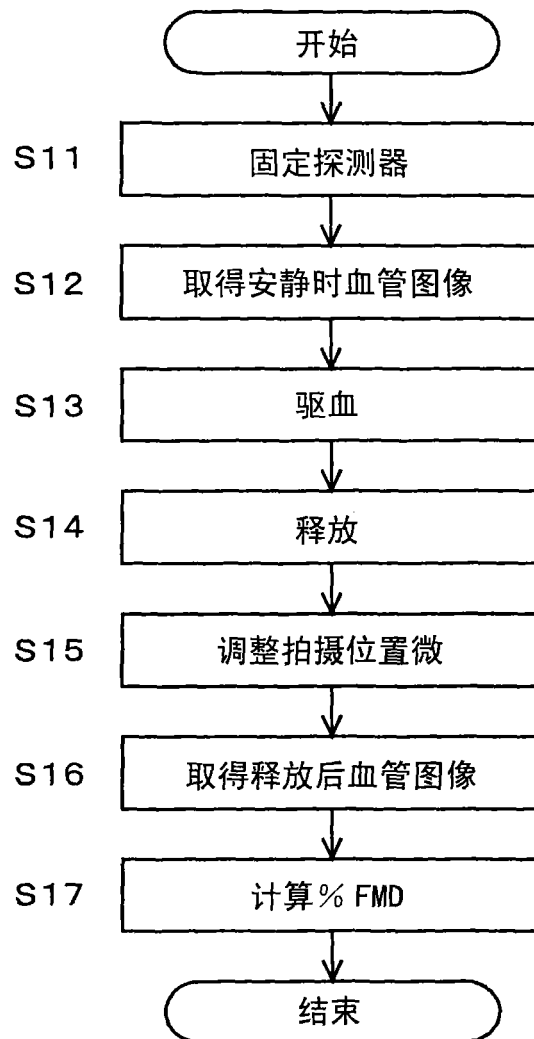 开始
S11 固定探测器
S12 取得安静时血管图像
S13 驱血
S14 释放
S15 调整拍摄位置微
S16 取得释放后血管图像
S17 计算％FMD
结束